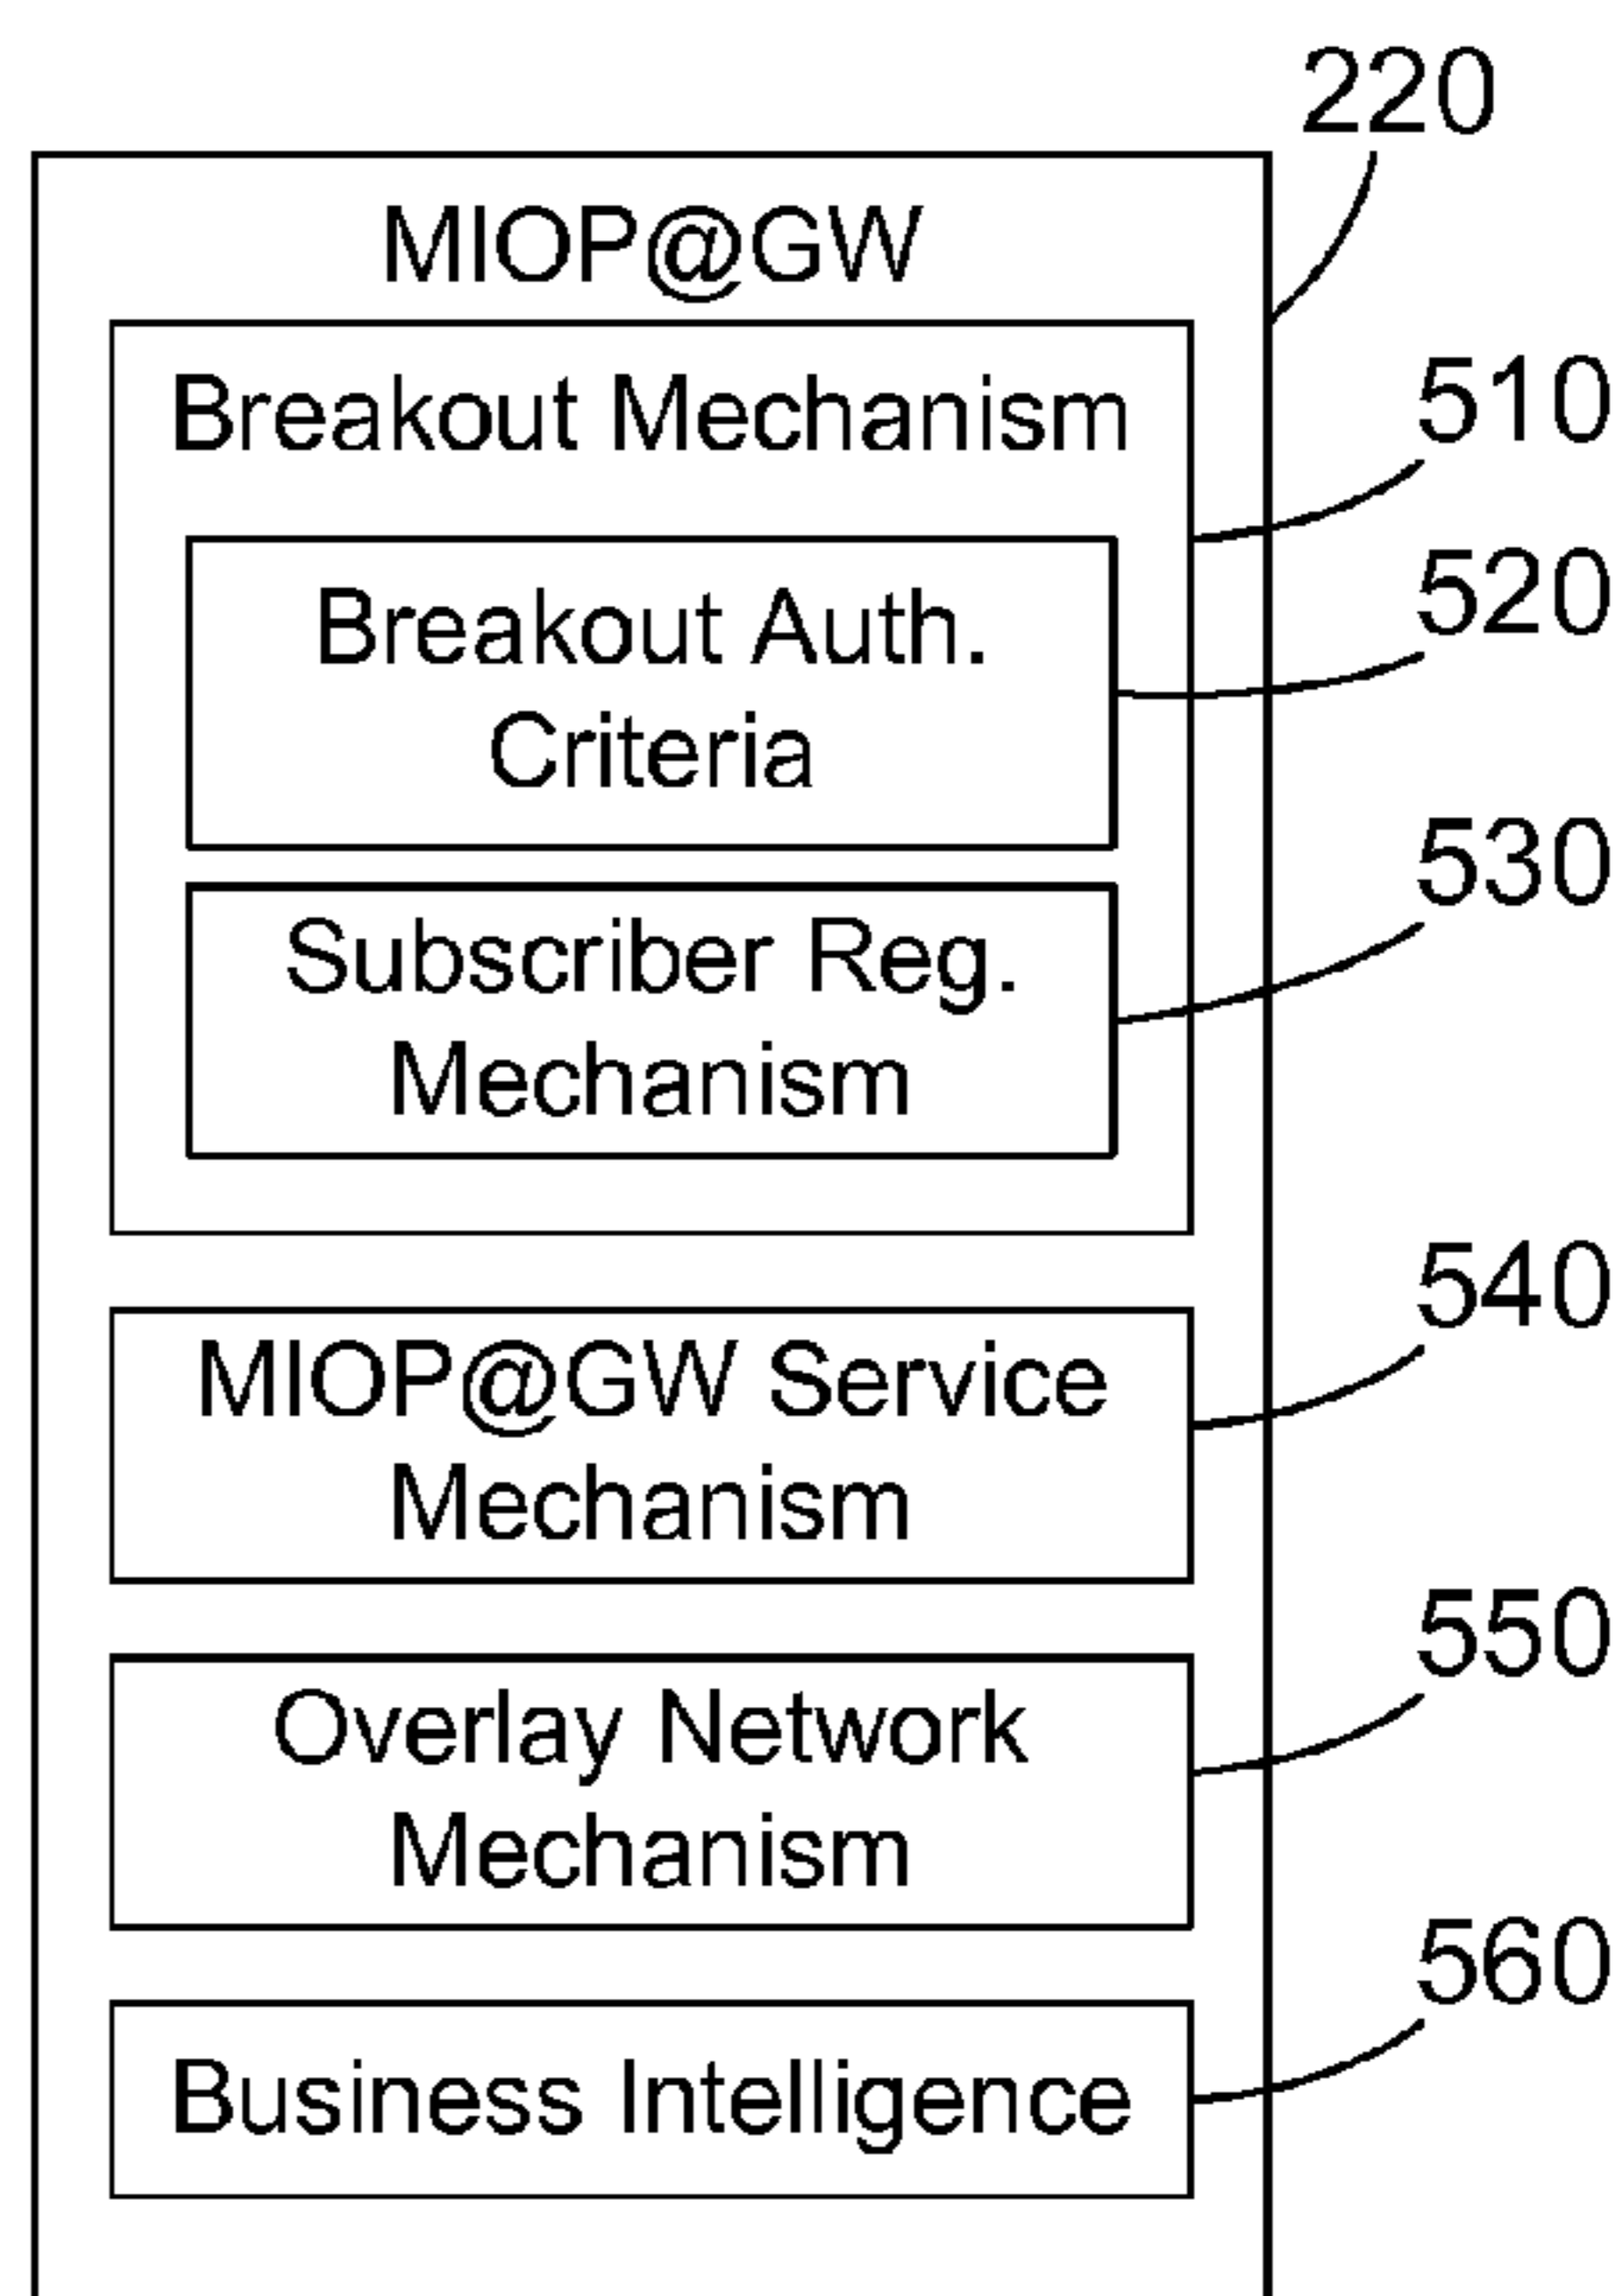 220
MIOP@GW
Breakout Mechanism
510
Breakout Auth.
Criteria
520
Subscriber Reg.
Mechanism
530
MIOP@GW Service
Mechanism
540
Overlay Network
Mechanism
550
Business Intelligence
560